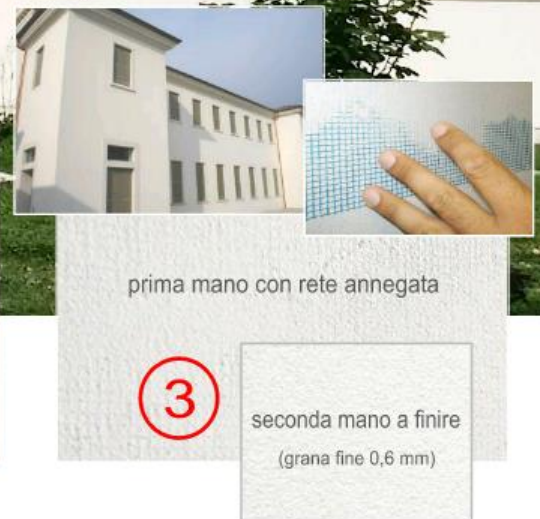 prima mano con rete annegata
3
seconda mano a finire
(grana fine 0,6 mm)